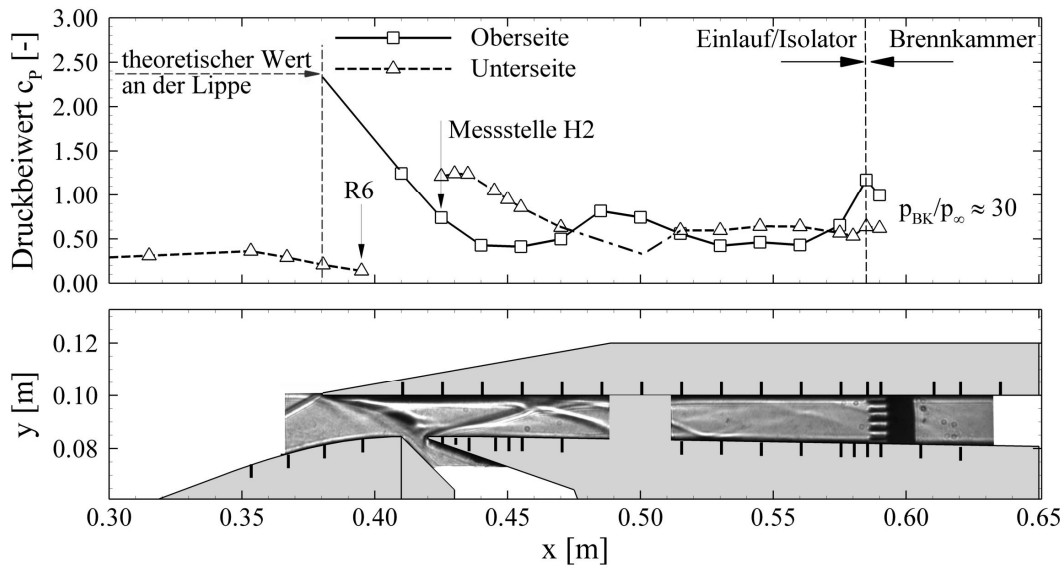 3.00
2.50
2.00
1.50
1.00
0.50
0.00
Druckbeiwert c_P [-]
theoretischer Wert
an der Lippe
Oberseite
Unterseite
Einlauf/Isolator
Brennkammer
Messstelle H2
R6
p_BK/p_∞ ≈ 30
0.12
0.10
0.08
y [m]
0.30 0.35 0.40 0.45 0.50 0.55 0.60 0.65
x [m]